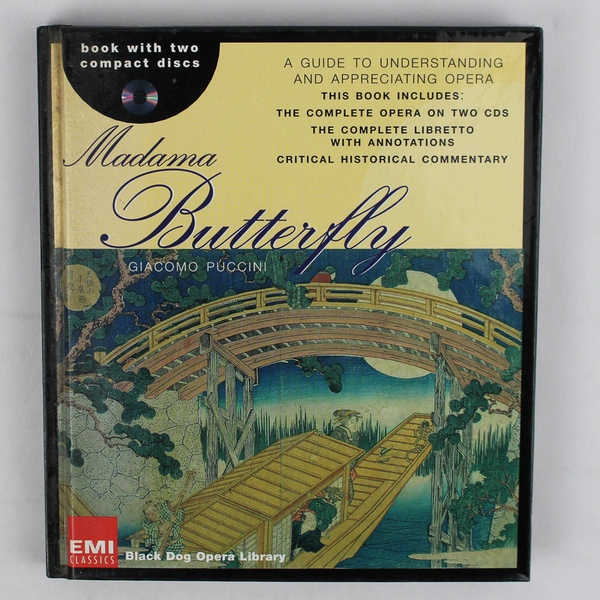 book with two
compact discs
A GUIDE TO UNDERSTANDING
AND APPRECIATING OPERA
THIS BOOK INCLUDES:
THE COMPLETE OPERA ON TWO CDS
THE COMPLETE LIBRETTO
WITH ANNOTATIONS
CRITICAL HISTORICAL COMMENTARY
Madama
Butterfly
GIACOMO PUCCINI
EMI
CLASSICS
Black Dog Opera Library